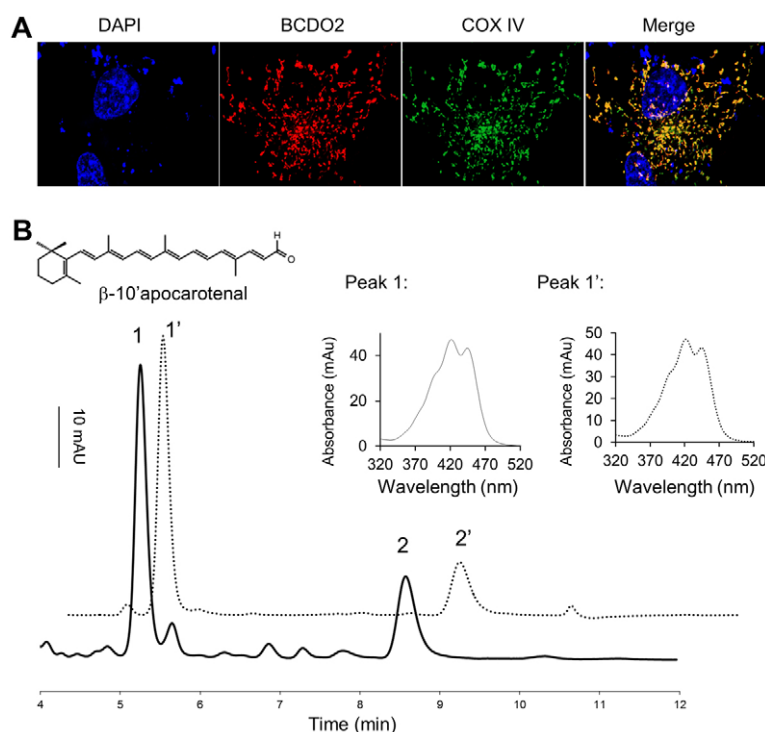 A
DAPI BCDO2 COX IV Merge
B
H
O
β-10'apocarotenal
Peak 1: Peak 1':
1 1'
10 mAU
Absorbance (mAu)
40
20
0
320 370 420 470 520
Wavelength (nm)
Absorbance (mAu)
50
40
30
20
10
0
320 370 420 470 520
Wavelength (nm)
2 2'
4 5 6 7 8 9 10 11 12
Time (min)